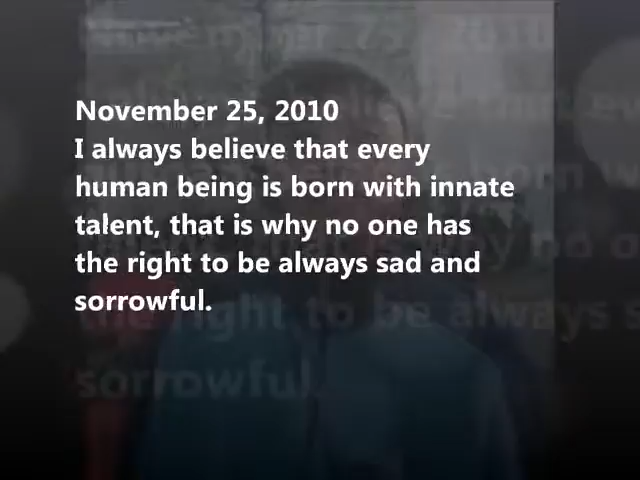 November 25, 2010
I always believe that every
human being is born with innate
talent, that is why no one has
the right to be always sad and
sorrowful.